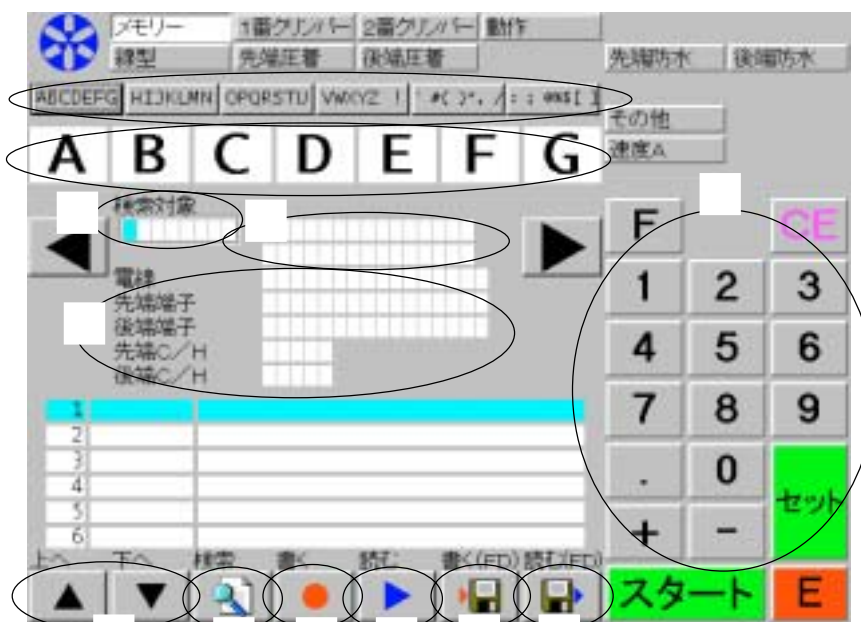 メモリー 1番クリンパー 2番クリンパー 動作
線型 先端圧着 後端圧着 先端防水 後端防水
ABCDEFG HIJKLMN OPQRSTU VWXYZ !
その他
A B C D E F G 速度A
検索対象
F CE
電線
先端端子
後端端子
先端C/H
後端C/H
1 2 3
4 5 6
7 8 9
. 0 セット
+ -
1
2
3
4
5
6
上へ 下へ 検索 書く 読む 書く(FD) 読む(FD)
スタート E